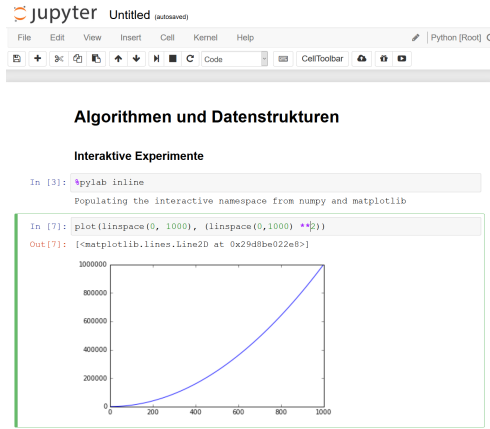 jupyter Untitled (autosaved)
File Edit View Insert Cell Kernel Help Python [Root]
Code CellToolbar
Algorithmen und Datenstrukturen
Interaktive Experimente
In [3]: %pylab inline
Populating the interactive namespace from numpy and matplotlib
In [7]: plot(linspace(0, 1000), (linspace(0,1000) **2))
Out[7]: [<matplotlib.lines.Line2D at 0x29d8be022e8>]
1000000
800000
600000
400000
200000
0
0 200 400 600 800 1000